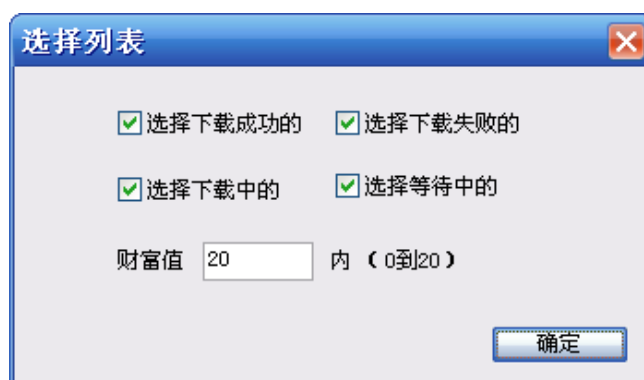 选择列表
选择下载成功的 选择下载失败的
选择下载中的 选择等待中的
财富值 20 内 (0到20)
确定